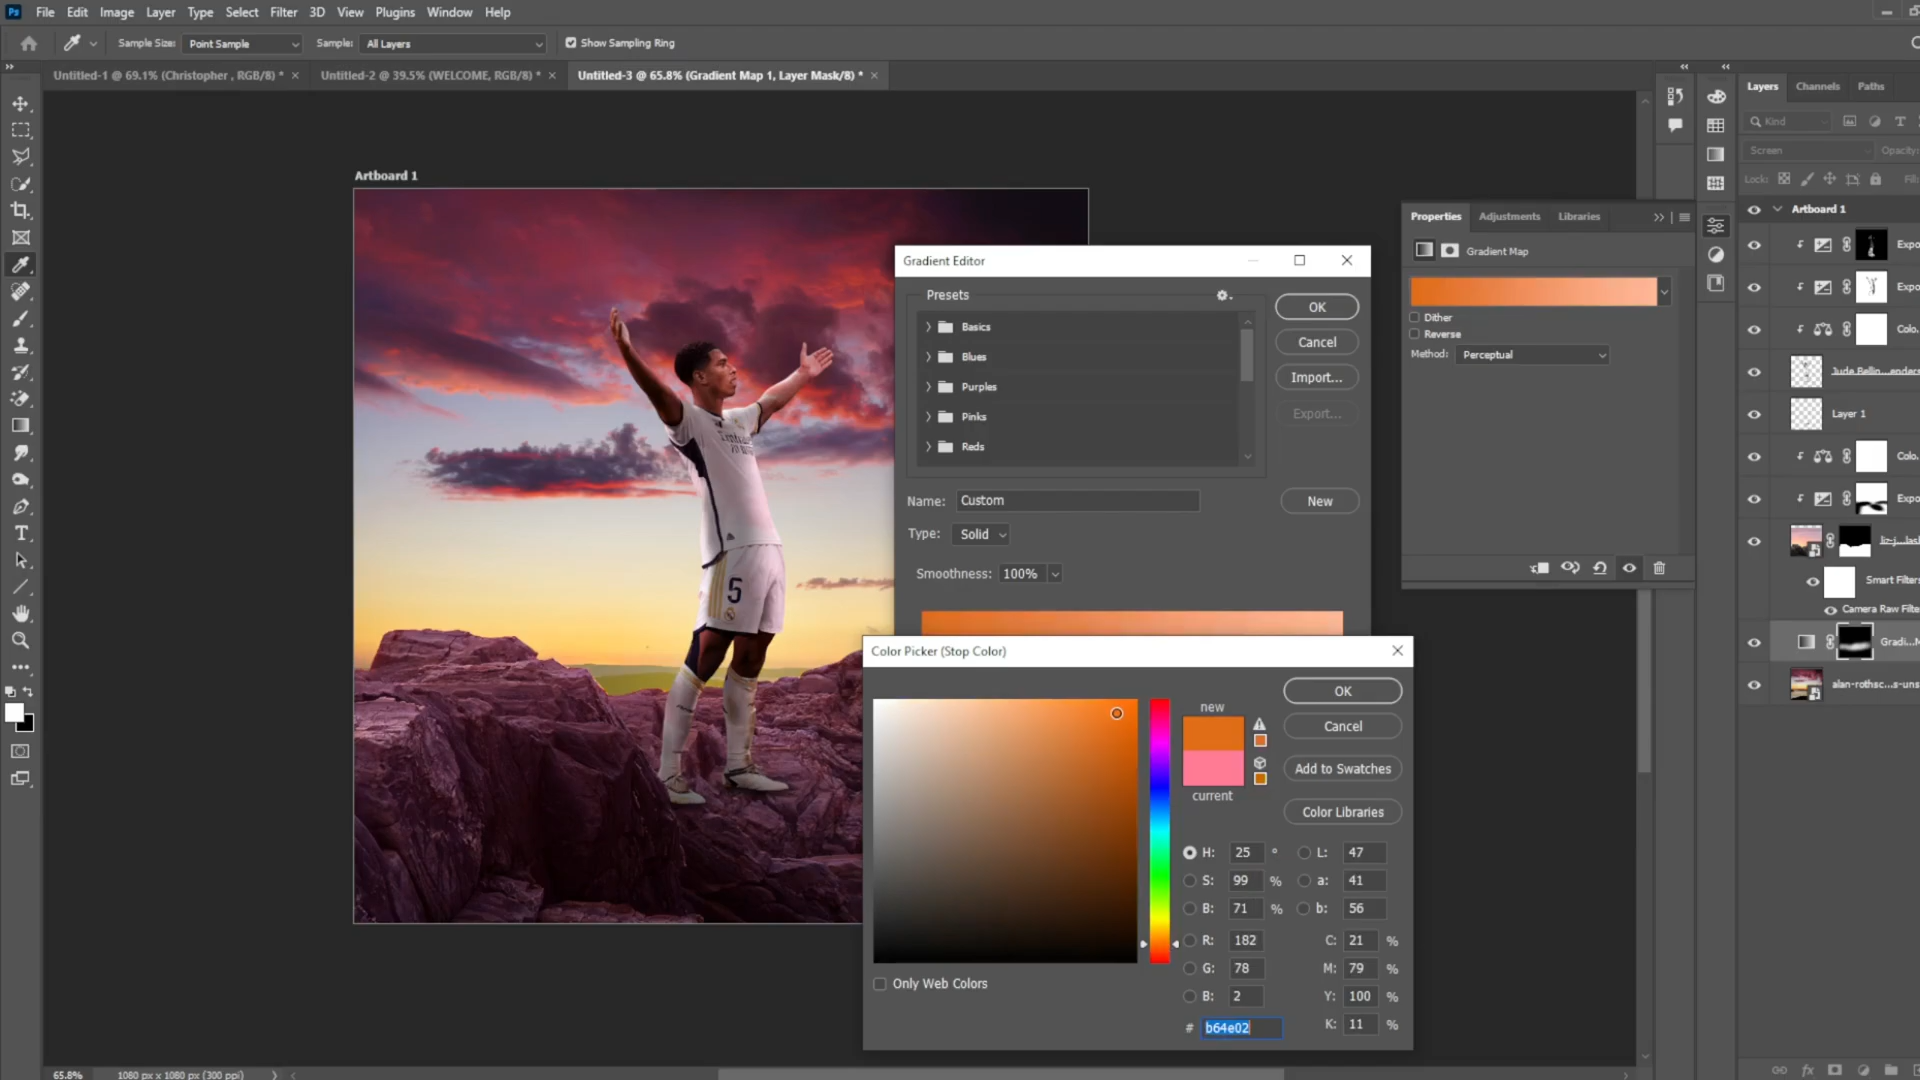 Ps File Edit Image Layer Type Select Filter 3D View Plugins Window Help
Sample Size: Point Sample Sample: All Layers Show Sampling Ring
Untitled-1 @ 69.1% (Christopher , RGB/8) * × Untitled-2 @ 39.5% (WELCOME, RGB/8) * × Untitled-3 @ 65.8% (Gradient Map 1, Layer Mask/8) * ×
Layers Channels Paths
Kind
Screen Opacity:
Lock: Fill:
Artboard 1
Artboard 1
Expo
Expo
Colo.
Jude Bellin...enders
Layer 1
Colo.
Expo
Smart Filters
Camera Raw Filte
Gradi...M
alan-rothsc...s-uns
Properties Adjustments Libraries
Gradient Map
Dither
Reverse
Method: Perceptual
Gradient Editor
Presets
Basics
Blues
Purples
Pinks
Reds
OK
Cancel
Import...
Export...
Name: Custom New
Type: Solid
Smoothness: 100%
5
Color Picker (Stop Color)
new
current
OK
Cancel
Add to Swatches
Color Libraries
H: 25 ° L: 47
S: 99 % a: 41
B: 71 % b: 56
R: 182 C: 21 %
G: 78 M: 79 %
B: 2 Y: 100 %
# b64e02 K: 11 %
Only Web Colors
65.8% 1080 px x 1080 px (300 ppi)